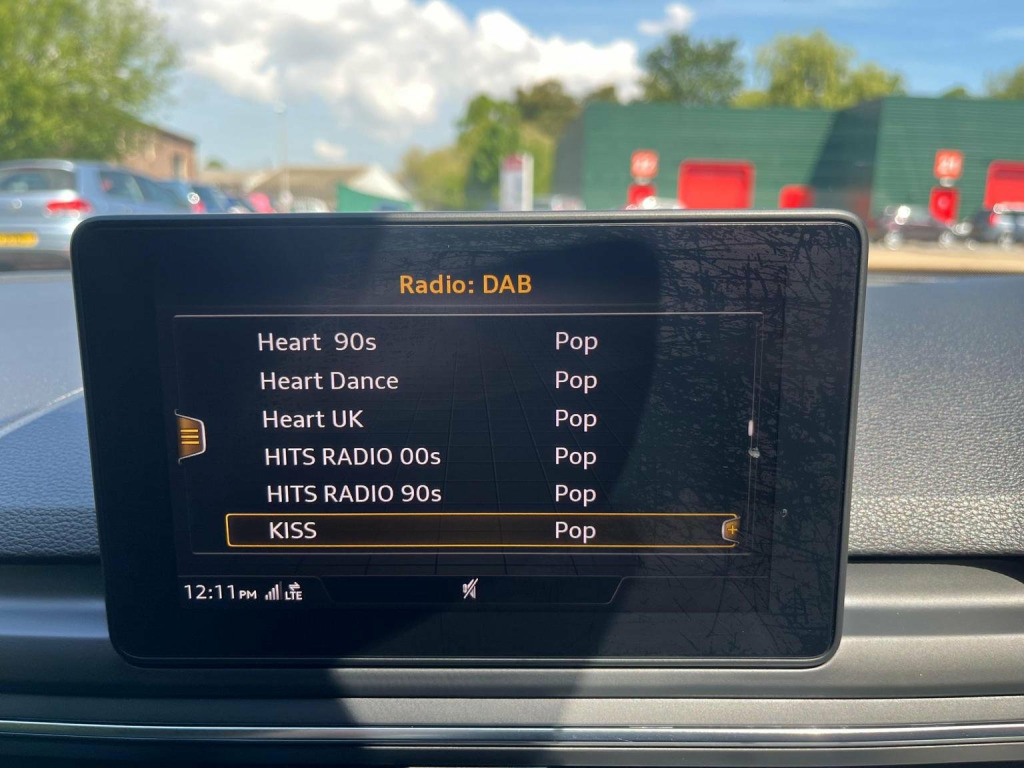 Radio: DAB
Heart 90s Pop
Heart Dance Pop
Heart UK Pop
HITS RADIO 00s Pop
HITS RADIO 90s Pop
KISS Pop
12:11PM LTE